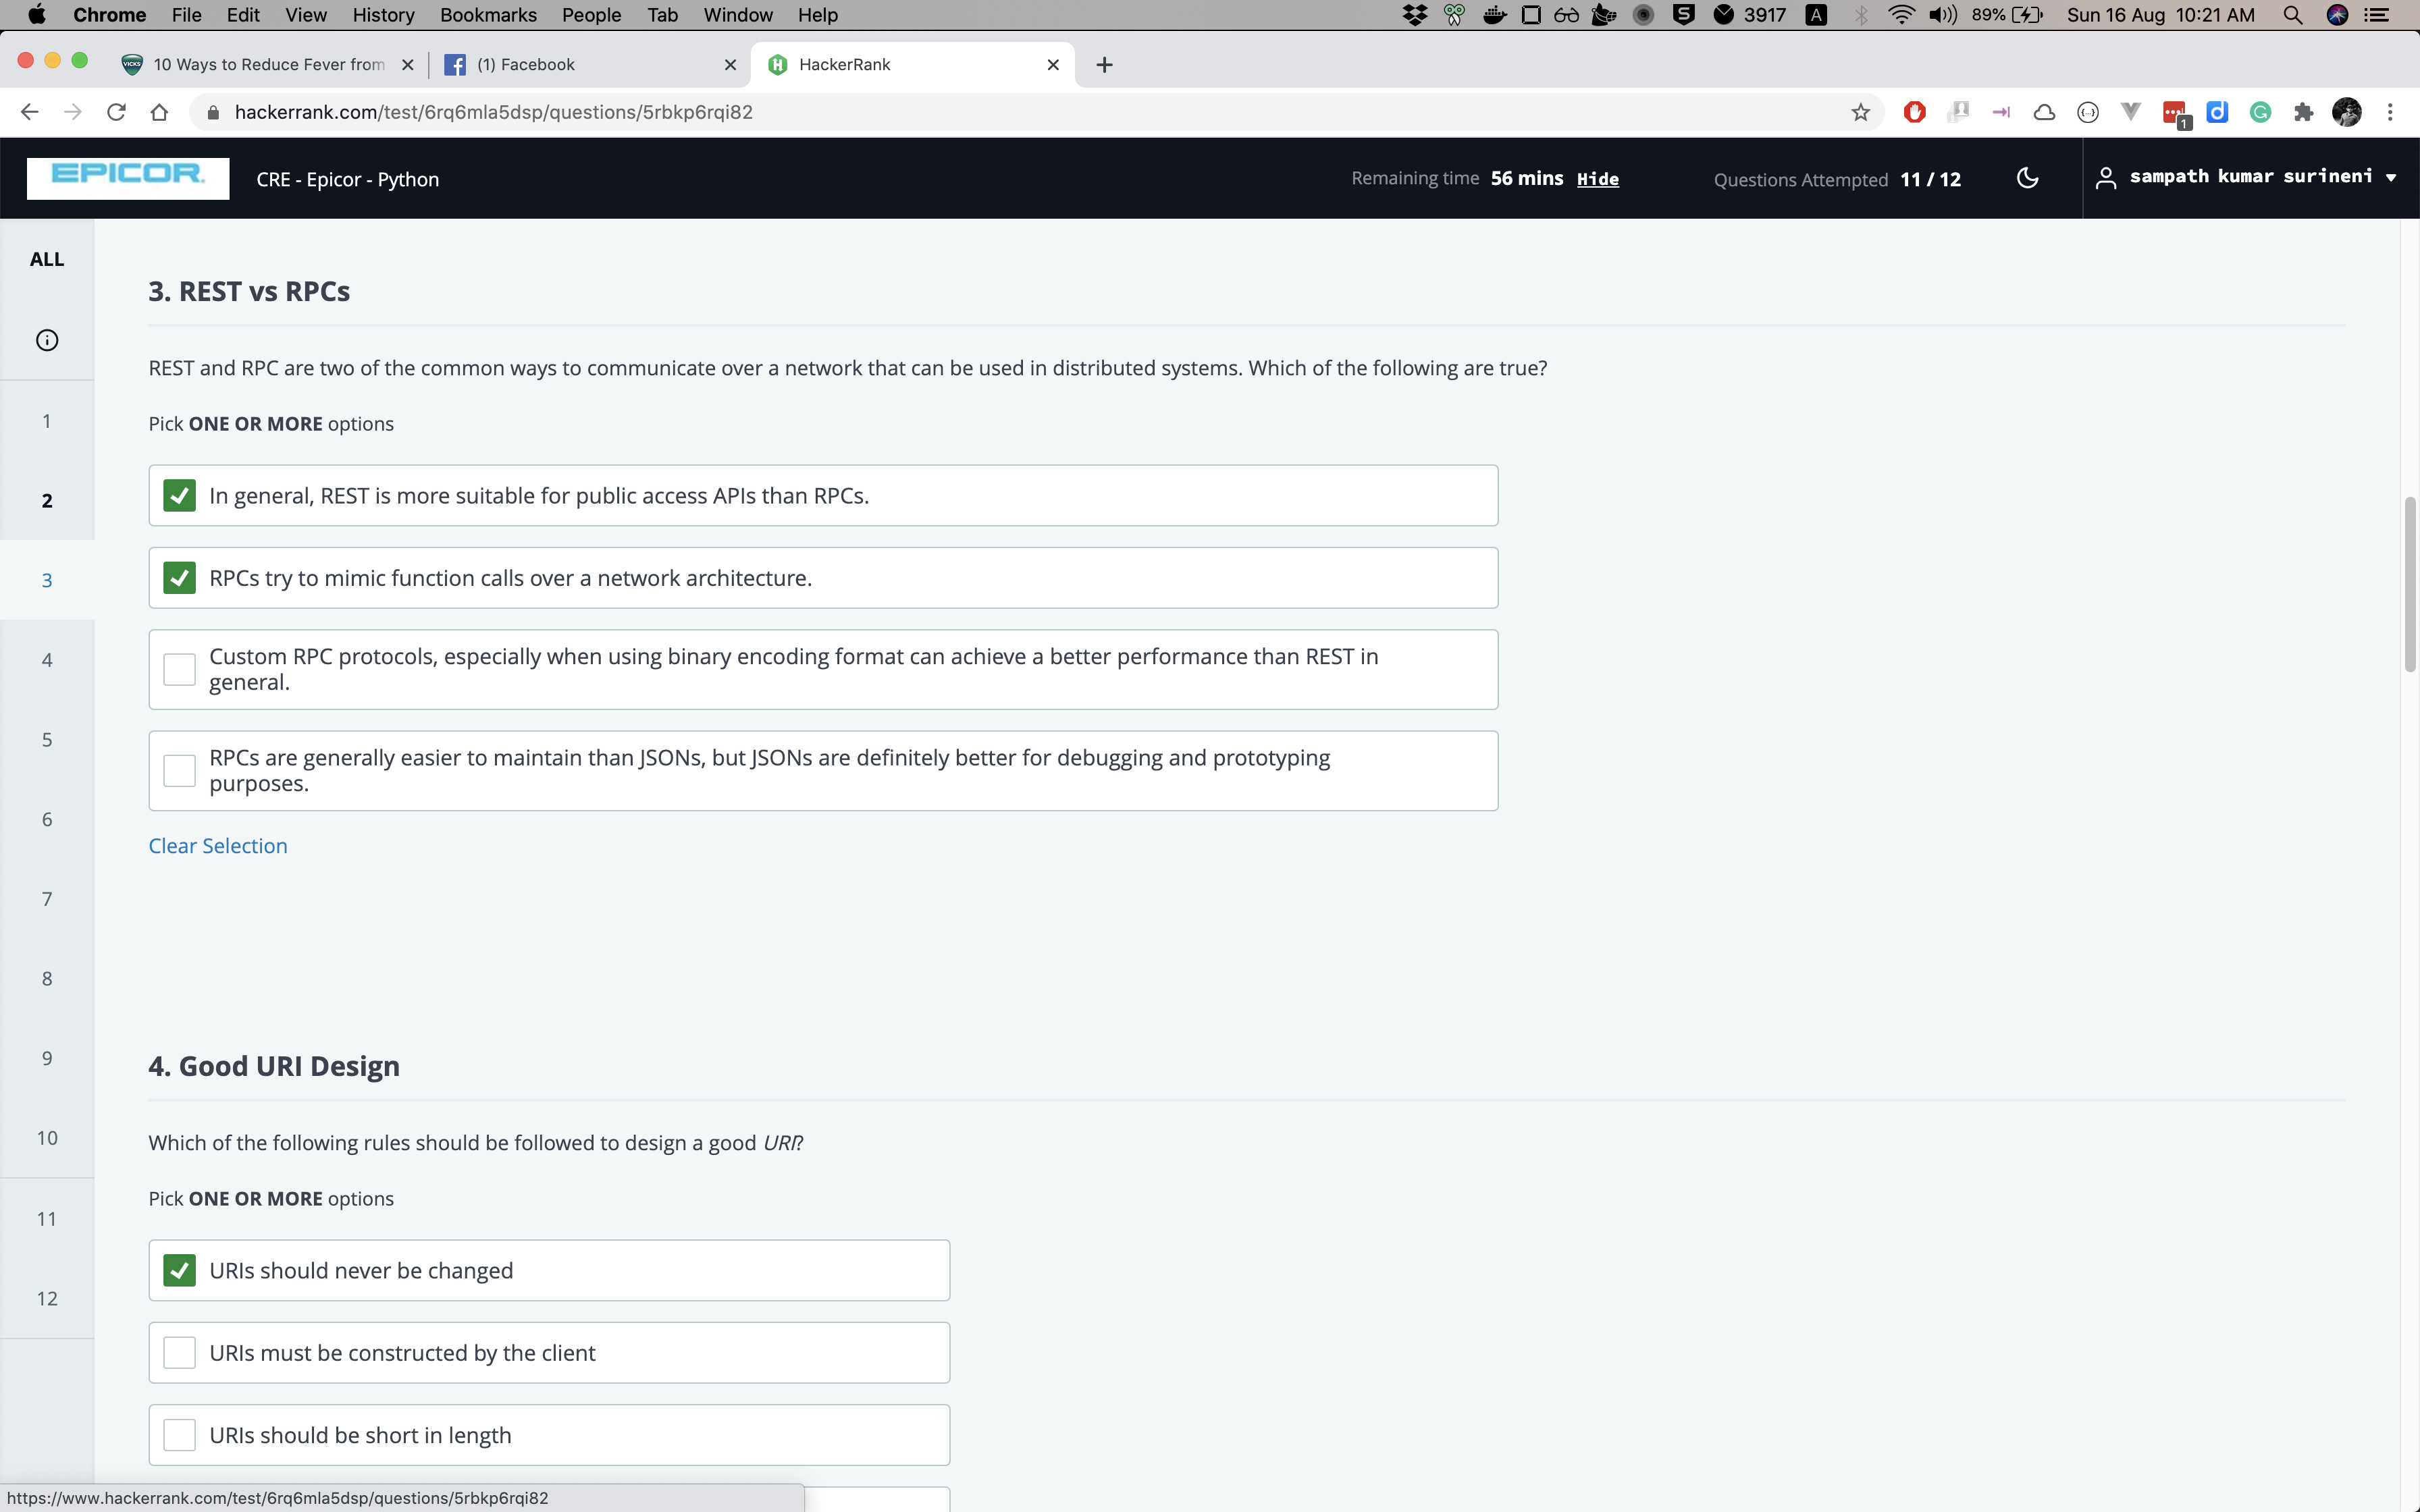 Chrome File Edit View History Bookmarks People Tab Window Help 3917 A 89% Sun 16 Aug 10:21 AM
VICKS 10 Ways to Reduce Fever from (1) Facebook HackerRank
hackerrank.com/test/6rq6mla5dsp/questions/5rbkp6rqi82 1
EPICOR. CRE - Epicor - Python Remaining time 56 mins Hide Questions Attempted 11 / 12 sampath kumar surineni
ALL
3. REST vs RPCs
REST and RPC are two of the common ways to communicate over a network that can be used in distributed systems. Which of the following are true?
1
Pick ONE OR MORE options
2
In general, REST is more suitable for public access APIs than RPCs.
3
RPCs try to mimic function calls over a network architecture.
4
Custom RPC protocols, especially when using binary encoding format can achieve a better performance than REST in
general.
5
RPCs are generally easier to maintain than JSONs, but JSONs are definitely better for debugging and prototyping
purposes.
6
Clear Selection
7
8
9
4. Good URI Design
10
Which of the following rules should be followed to design a good URI?
Pick ONE OR MORE options
11
URIs should never be changed
12
URIs must be constructed by the client
URIs should be short in length
https://www.hackerrank.com/test/6rq6mla5dsp/questions/5rbkp6rqi82